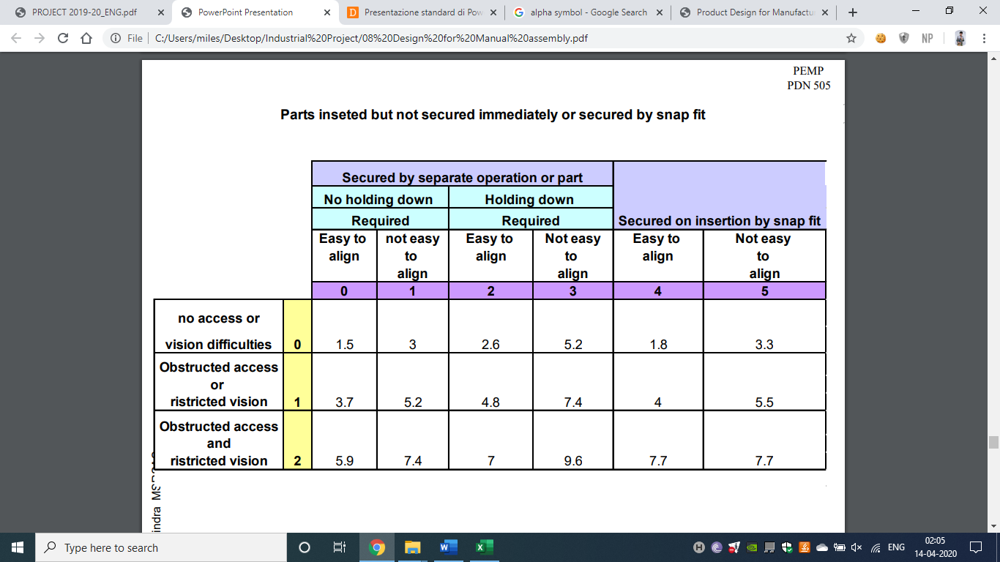 PROJECT 2019-20_ENG.pdf
PowerPoint Presentation
Presentazione standard di Pow
alpha symbol - Google Search
Product Design for Manufactu
File
C:/Users/miles/Desktop/Industrial%20Project/08%20Design%20for%20Manual%20assembly.pdf
NP
PEMP
PDN 505
Parts inseted but not secured immediately or secured by snap fit
Secured by separate operation or part
No holding down
Holding down
Required
Required
Secured on insertion by snap fit
Easy to
align
not easy
to
align
Easy to
align
Not easy
to
align
Easy to
align
Not easy
to
align
0 1 2 3 4 5
no access or
vision difficulties 0 1.5 3 2.6 5.2 1.8 3.3
Obstructed access
or
ristricted vision 1 3.7 5.2 4.8 7.4 4 5.5
Obstructed access
and
ristricted vision 2 5.9 7.4 7 9.6 7.7 7.7
indra
Type here to search
ENG
02:05
14-04-2020